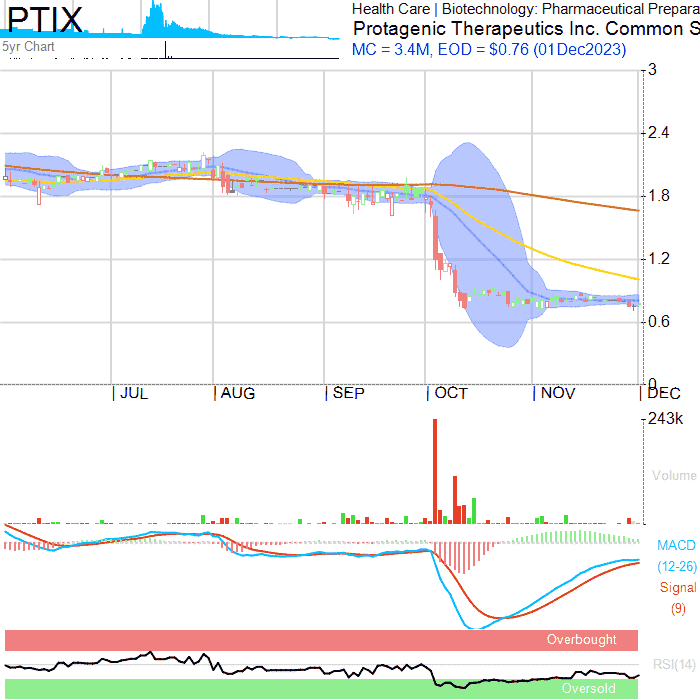 PTIX
5yr Chart
Health Care | Biotechnology: Pharmaceutical Prepara
Protagenic Therapeutics Inc. Common S
MC = 3.4M, EOD = $0.76 (01Dec2023)
3
2.4
1.8
1.2
0.6
0
JUL AUG SEP OCT NOV DEC
243k
Volume
MACD
(12-26)
Signal
(9)
Overbought
RSI(14)
Oversold